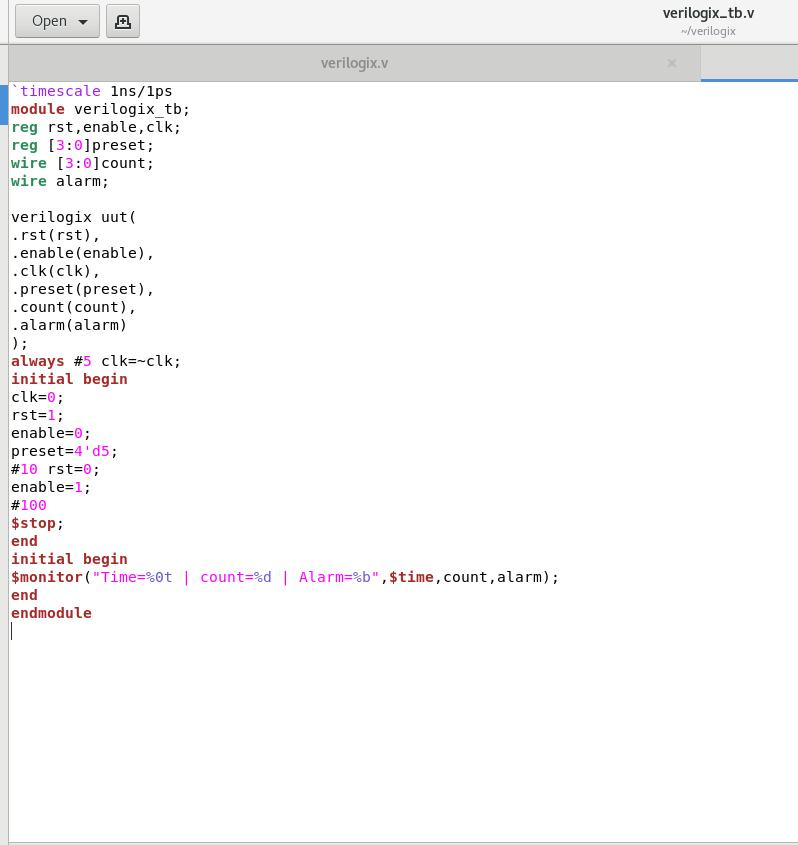 Open
verilogix_tb.v
~/verilogix
verilogix.v
`timescale 1ns/1ps
module verilogix_tb;
reg rst,enable,clk;
reg [3:0]preset;
wire [3:0]count;
wire alarm;
verilogix uut(
.rst(rst),
.enable(enable),
.clk(clk),
.preset(preset),
.count(count),
.alarm(alarm)
);
always #5 clk=~clk;
initial begin
clk=0;
rst=1;
enable=0;
preset=4'd5;
#10 rst=0;
enable=1;
#100
$stop;
end
initial begin
$monitor("Time=%0t | count=%d | Alarm=%b",$time,count,alarm);
end
endmodule